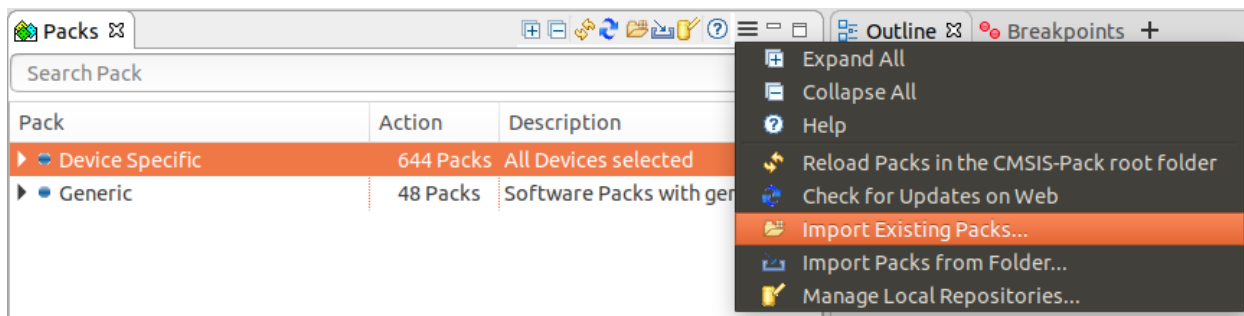 Packs
Outline Breakpoints
Search Pack
Pack Action Description
Device Specific 644 Packs All Devices selected
Generic 48 Packs Software Packs with ger
Expand All
Collapse All
Help
Reload Packs in the CMSIS-Pack root folder
Check for Updates on Web
Import Existing Packs...
Import Packs from Folder...
Manage Local Repositories...